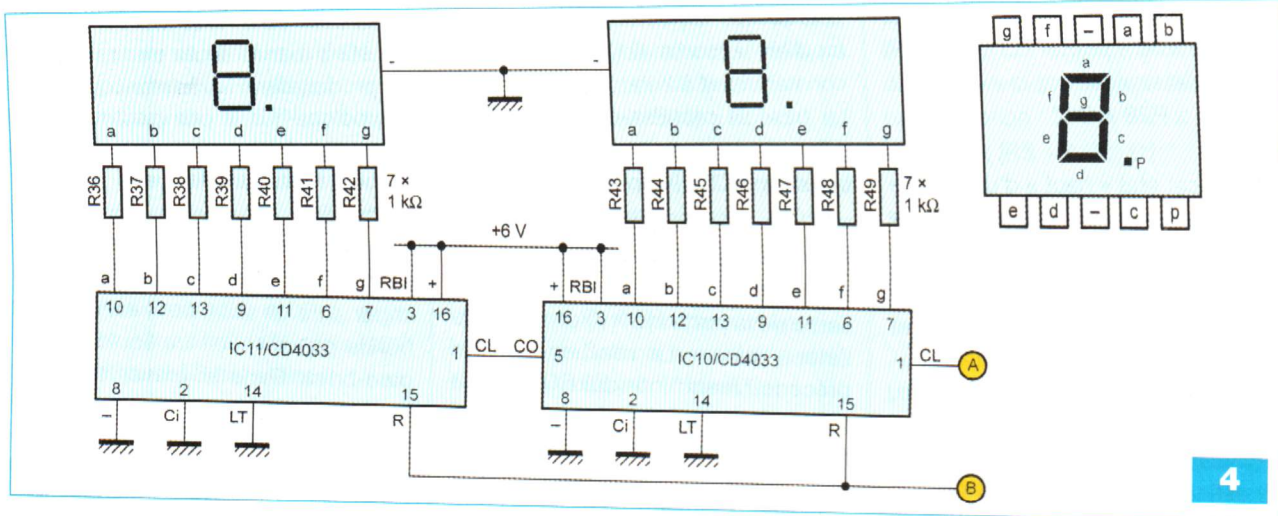 g f – a b
a
f g b
e c
d
P
e d – c p
- -
a b c d e f g
a b c d e f g
R36 R37 R38 R39 R40 R41 R42 7 × 1 kΩ
R43 R44 R45 R46 R47 R48 R49 7 × 1 kΩ
+6 V
a b c d e f g RBI +
+ RBI a b c d e f g
10 12 13 9 11 6 7 3 16
16 3 10 12 13 9 11 6 7
IC11/CD4033
1 CL CO 5
IC10/CD4033
1 CL A
8 2 14 15
8 2 14 15
– Ci LT R
– Ci LT R
B
4